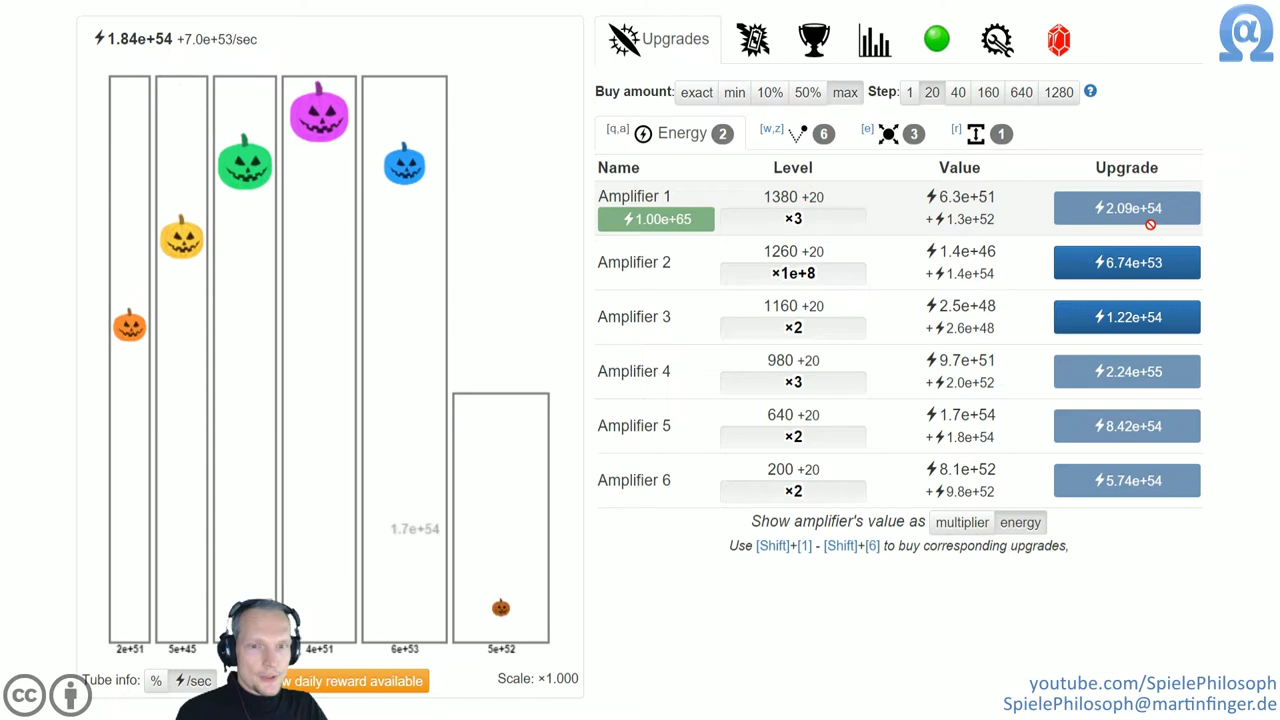 1.84e+54 +7.0e+53/sec
Upgrades
Buy amount: exact min 10% 50% max Step: 1 20 40 160 640 1280
[q,a] Energy 2 [w,z] 6 [e] 3 [r] 1
Name Level Value Upgrade
Amplifier 1 1380 +20 6.3e+51 2.09e+54
1.00e+65 ×3 +1.3e+52
Amplifier 2 1260 +20 1.4e+46 6.74e+53
×1e+8 +1.4e+54
Amplifier 3 1160 +20 2.5e+48 1.22e+54
×2 +2.6e+48
Amplifier 4 980 +20 9.7e+51 2.24e+55
×3 +2.0e+52
Amplifier 5 640 +20 1.7e+54 8.42e+54
×2 +1.8e+54
Amplifier 6 200 +20 8.1e+52 5.74e+54
×2 +9.8e+52
Show amplifier's value as multiplier energy
Use [Shift]+[1] - [Shift]+[6] to buy corresponding upgrades,
1.7e+54
2e+51 5e+45 4e+51 6e+53 5e+52
Tube info: % /sec daily reward available Scale: ×1.000
cc
youtube.com/SpielePhilosoph
SpielePhilosoph@martinfinger.de